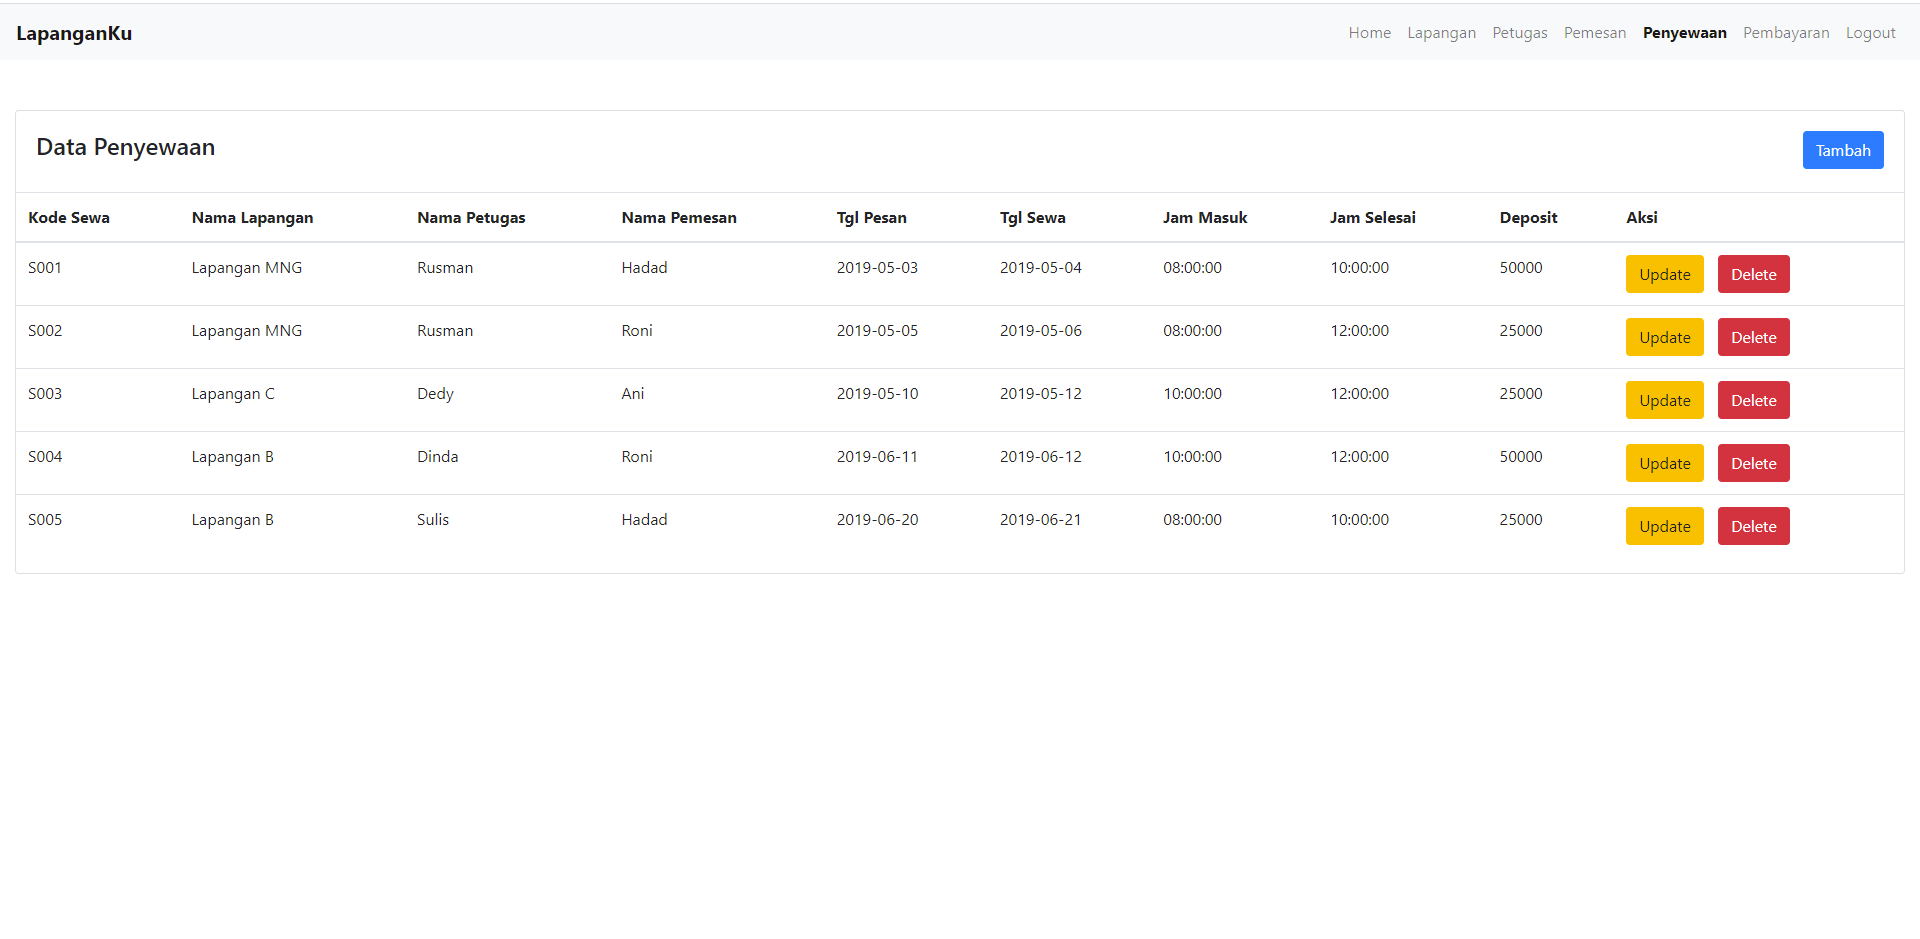 LapanganKu Home Lapangan Petugas Pemesan Penyewaan Pembayaran Logout
Data Penyewaan Tambah
Kode Sewa Nama Lapangan Nama Petugas Nama Pemesan Tgl Pesan Tgl Sewa Jam Masuk Jam Selesai Deposit Aksi
S001 Lapangan MNG Rusman Hadad 2019-05-03 2019-05-04 08:00:00 10:00:00 50000 Update Delete
S002 Lapangan MNG Rusman Roni 2019-05-05 2019-05-06 08:00:00 12:00:00 25000 Update Delete
S003 Lapangan C Dedy Ani 2019-05-10 2019-05-12 10:00:00 12:00:00 25000 Update Delete
S004 Lapangan B Dinda Roni 2019-06-11 2019-06-12 10:00:00 12:00:00 50000 Update Delete
S005 Lapangan B Sulis Hadad 2019-06-20 2019-06-21 08:00:00 10:00:00 25000 Update Delete